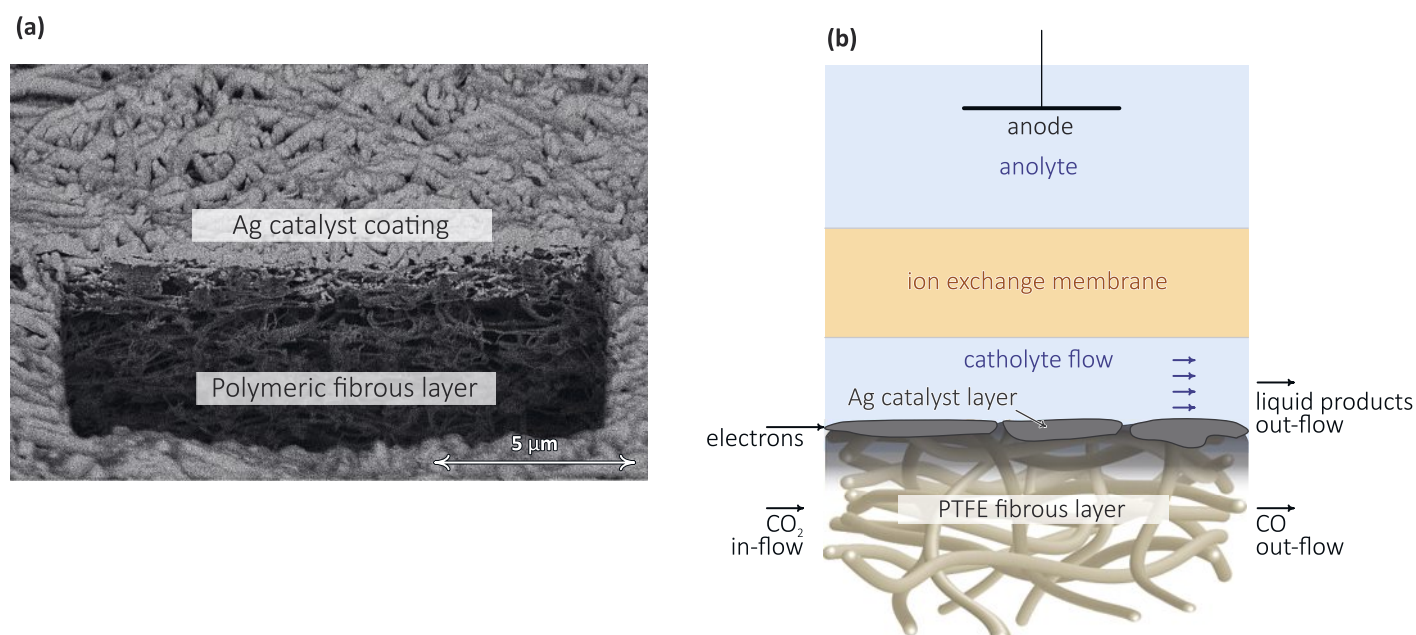 (a)
Ag catalyst coating
Polymeric fibrous layer
5 μm
(b)
anode
anolyte
ion exchange membrane
catholyte flow
Ag catalyst layer
electrons
liquid products
out-flow
PTFE fibrous layer
CO₂
in-flow
CO
out-flow